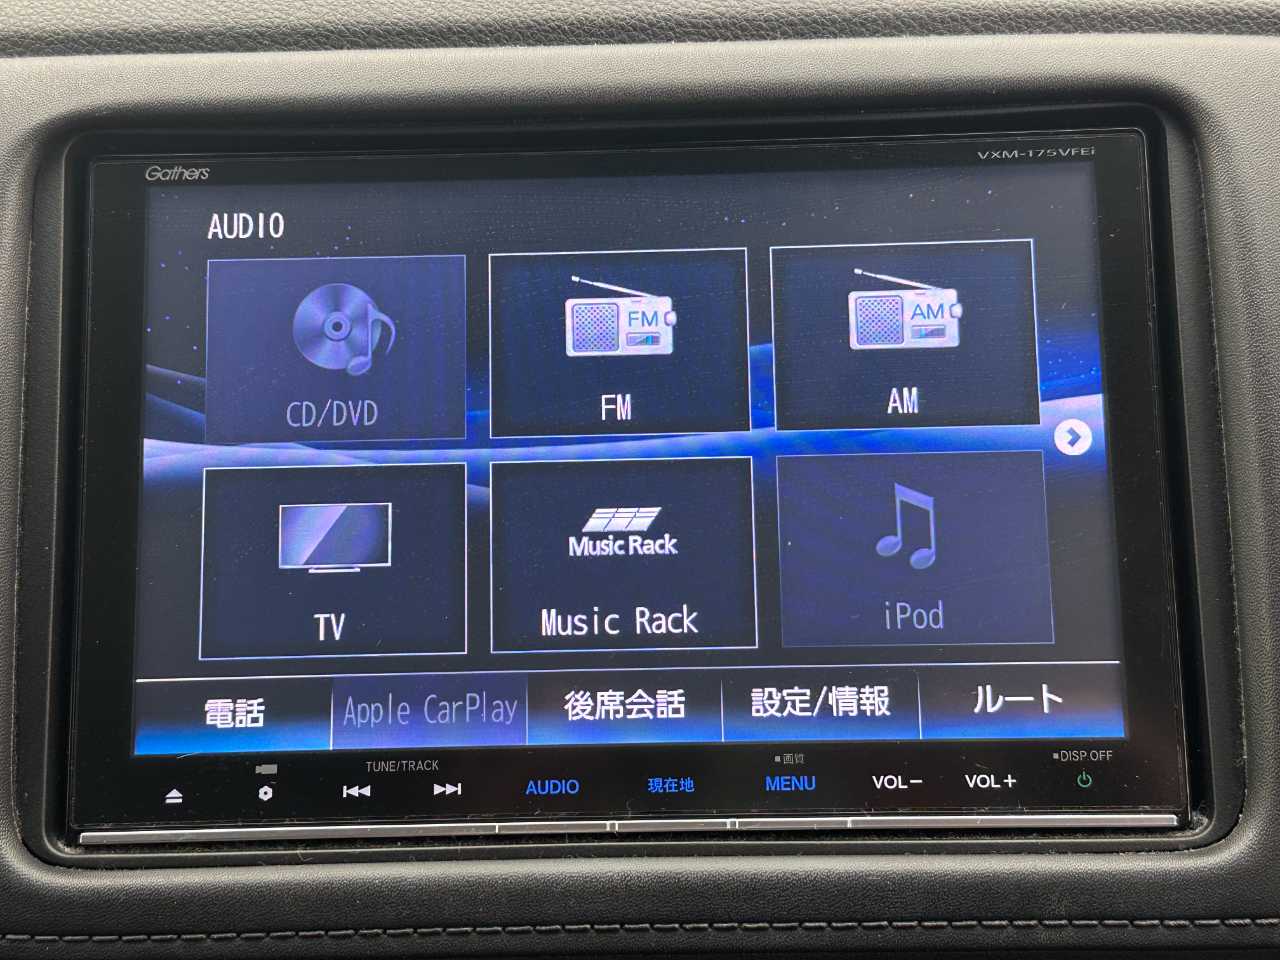 Gathers
VXM-175VFEi
AUDIO
CD/DVD
FM
FM
AM
AM
TV
Music Rack
Music Rack
iPod
電話
Apple CarPlay
後席会話
設定/情報
ルート
TUNE/TRACK
AUDIO
現在地
■画質
MENU
VOL−
VOL+
■DISP OFF